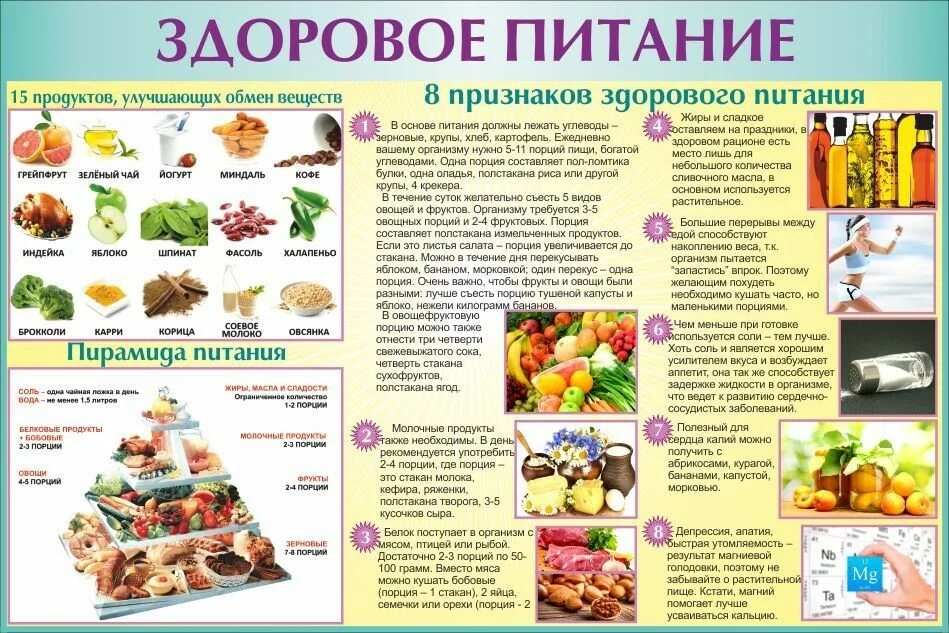 ЗДОРОВОЕ ПИТАНИЕ
15 продуктов, улучшающих обмен веществ
ГРЕЙПФРУТ ЗЕЛЁНЫЙ ЧАЙ ЙОГУРТ МИНДАЛЬ КОФЕ
ИНДЕЙКА ЯБЛОКО ШПИНАТ ФАСОЛЬ ХАЛАПЕНЬО
БРОККОЛИ КАРРИ КОРИЦА СОЕВОЕ
МОЛОКО ОВСЯНКА
Пирамида питания
СОЛЬ – одна чайная ложка в день
ВОДА – не менее 1,5 литров
ЖИРЫ, МАСЛА И СЛАДОСТИ
Ограниченное количество
1-2 ПОРЦИИ
БЕЛКОВЫЕ ПРОДУКТЫ
+ БОБОВЫЕ
2-3 ПОРЦИИ
МОЛОЧНЫЕ ПРОДУКТЫ
2-3 ПОРЦИИ
ОВОЩИ
4-5 ПОРЦИЙ
ФРУКТЫ
2-4 ПОРЦИИ
ЗЕРНОВЫЕ
7-8 ПОРЦИИ
8 признаков здорового питания
1
В основе питания должны лежать углеводы –
зерновые, крупы, хлеб, картофель. Ежедневно
вашему организму нужно 5-11 порций пищи, богатой
углеводами. Одна порция составляет пол-ломтика
булки, одна оладья, полстакана риса или другой
крупы, 4 крекера.
В течение суток желательно съесть 5 видов
овощей и фруктов. Организму требуется 3-5
овощных порций и 2-4 фруктовых. Порция
составляет полстакана измельченных продуктов.
Если это листья салата – порция увеличивается до
стакана. Можно в течение дня перекусывать
яблоком, бананом, морковкой; один перекус – одна
порция. Очень важно, чтобы фрукты и овощи были
разными: лучше съесть порцию тушеной капусты и
яблоко, нежели килограмм бананов.
В овощефруктовую
порцию можно также
отнести три четверти
свежевыжатого сока,
четверть стакана
сухофруктов,
полстакана ягод.
2
Молочные продукты
также необходимы. В день
рекомендуется употребить
2-4 порции, где порция –
это стакан молока,
кефира, ряженки,
полстакана творога, 3-5
кусочков сыра.
3
Белок поступает в организм с
мясом, птицей или рыбой.
Достаточно 2-3 порций по 50-
100 грамм. Вместо мяса
можно кушать бобовые
(порция – 1 стакан), 2 яйца,
семечки или орехи (порция - 2
4
Жиры и сладкое
оставляем на праздники, в
здоровом рационе есть
место лишь для
небольшого количества
сливочного масла, в
основном используется
растительное.
5
Большие перерывы между
едой способствуют
накоплению веса, т.к.
организм пытается
"запастись" впрок. Поэтому
желающим похудеть
необходимо кушать часто, но
маленькими порциями.
6
Чем меньше при готовке
используется соли – тем лучше.
Хоть соль и является хорошим
усилителем вкуса и возбуждает
аппетит, она так же способствует
задержке жидкости в организме,
что ведет к развитию сердечно-
сосудистых заболеваний.
7
Полезный для
сердца калий можно
получить с
абрикосами, курагой,
бананами, капустой,
морковью.
8
Депрессия, апатия,
быстрая утомляемость –
результат магниевой
голодовки, поэтому не
забывайте о растительной
пище. Кстати, магний
помогает лучше
усваиваться кальцию.
Nb
12
Mg